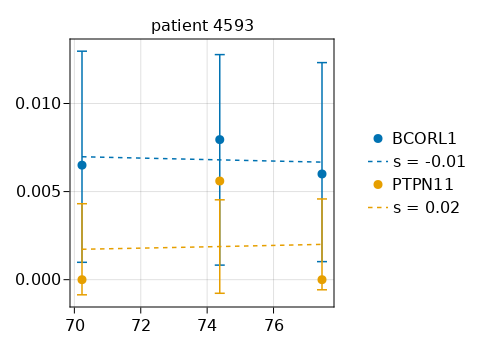 patient 4593
0.010
0.005
0.000
70 72 74 76
BCORL1
s = -0.01
PTPN11
s = 0.02